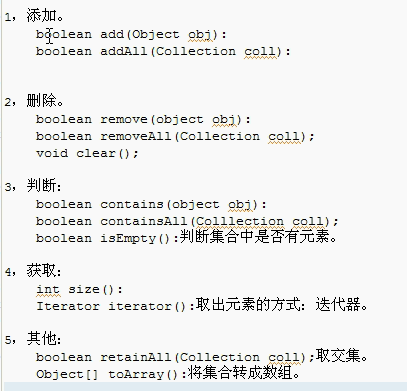 1, 添加。
boolean add(Object obj):
boolean addAll(Collection coll):
2, 删除。
boolean remove(object obj):
boolean removeAll(Collection coll);
void clear();
3, 判断:
boolean contains(object obj):
boolean containsAll(Colllection coll);
boolean isEmpty():判断集合中是否有元素。
4, 获取:
int size():
Iterator iterator():取出元素的方式: 迭代器。
5, 其他:
boolean retainAll(Collection coll);取交集。
Object[] toArray():将集合转成数组。